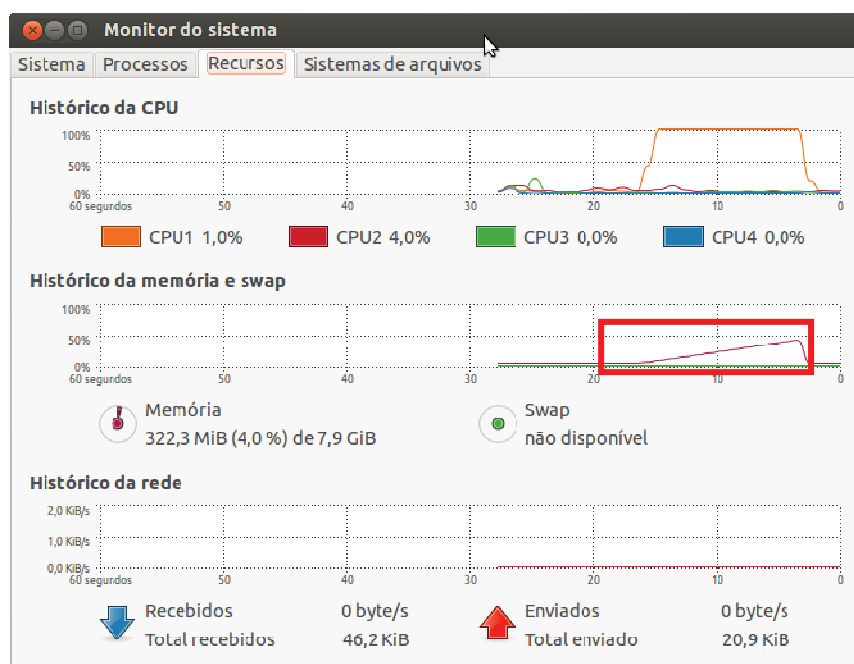 Monitor do sistema
Sistema Processos Recursos Sistemas de arquivos
Histórico da CPU
100%
50%
0%
60 segundos 50 40 30 20 10 0
CPU1 1,0% CPU2 4,0% CPU3 0,0% CPU4 0,0%
Histórico da memória e swap
100%
50%
0%
60 segundos 50 40 30 20 10 0
Memória Swap
322,3 MiB (4,0 %) de 7,9 GiB não disponível
Histórico da rede
2,0 KiB/s
1,0 KiB/s
0,0 KiB/s
60 segundos 50 40 30 20 10 0
Recebidos 0 byte/s Enviados 0 byte/s
Total recebidos 46,2 KiB Total enviado 20,9 KiB